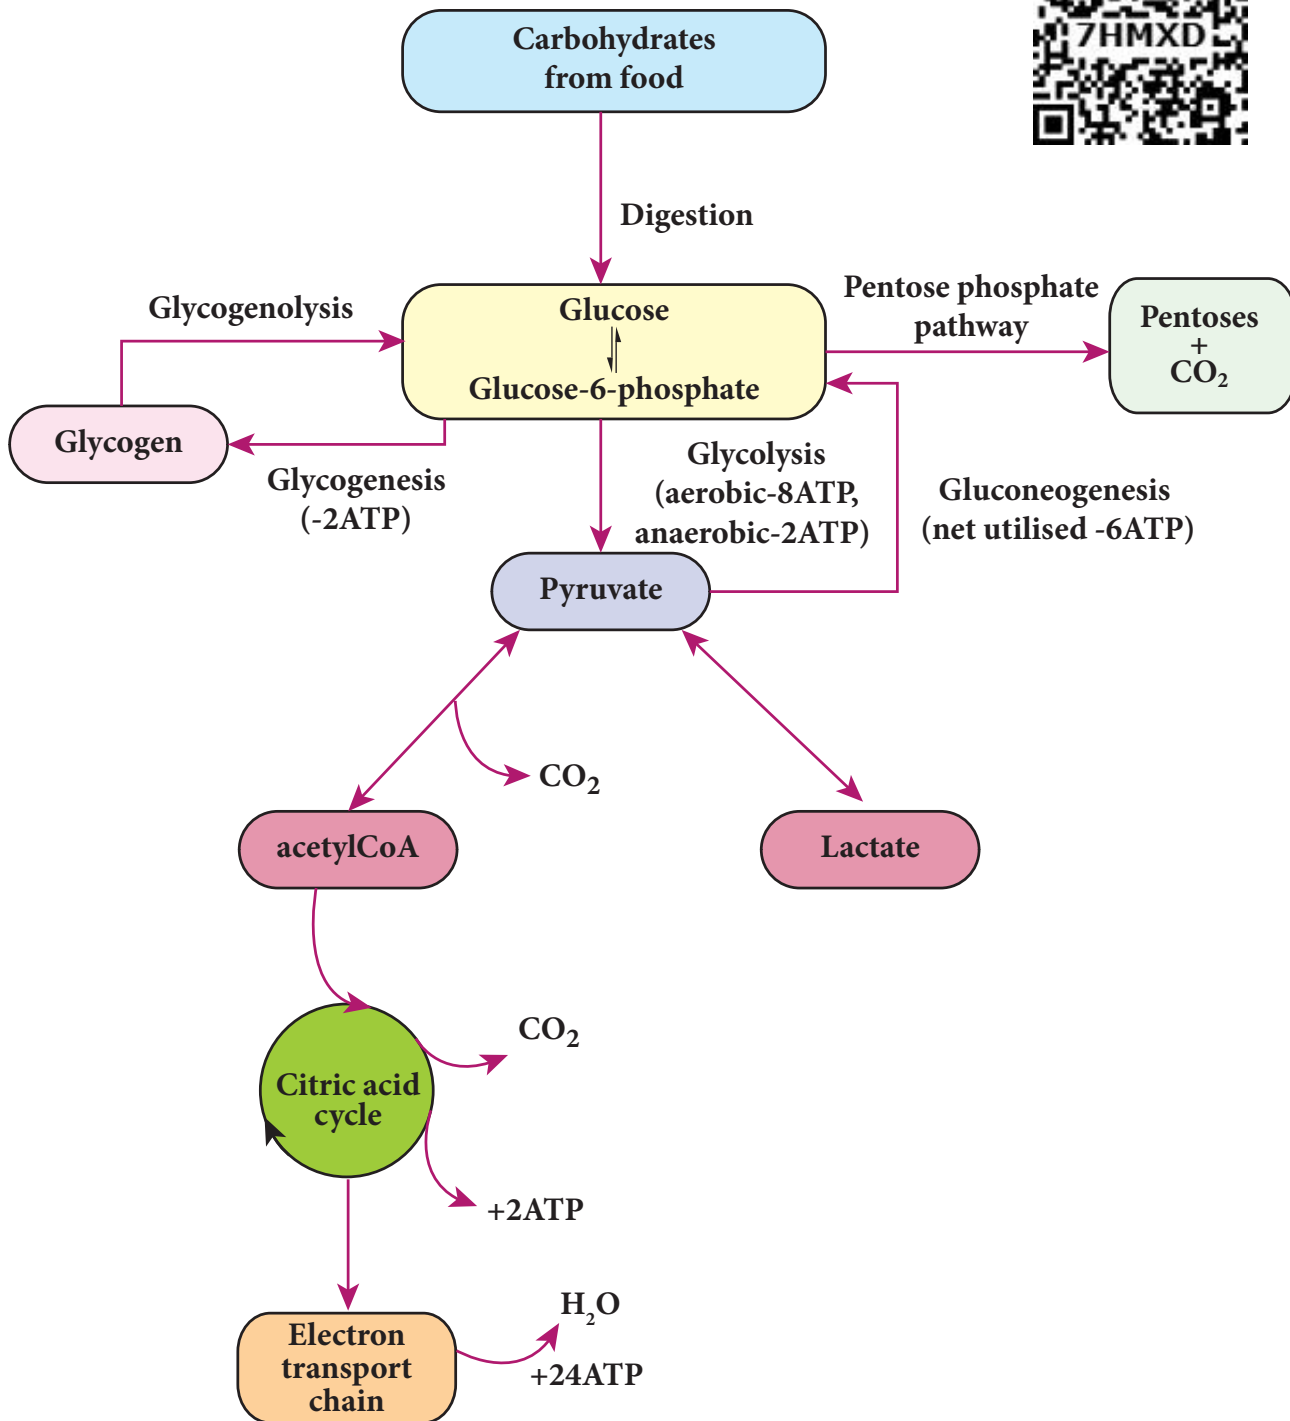 7HMXD
Carbohydrates
from food
Digestion
Glycogenolysis
Glucose
Glucose-6-phosphate
Pentose phosphate
pathway
Pentoses
+
CO₂
Glycogen
Glycogenesis
(-2ATP)
Glycolysis
(aerobic-8ATP,
anaerobic-2ATP)
Gluconeogenesis
(net utilised -6ATP)
Pyruvate
CO₂
acetylCoA
Lactate
CO₂
Citric acid
cycle
+2ATP
H₂O
+24ATP
Electron
transport
chain